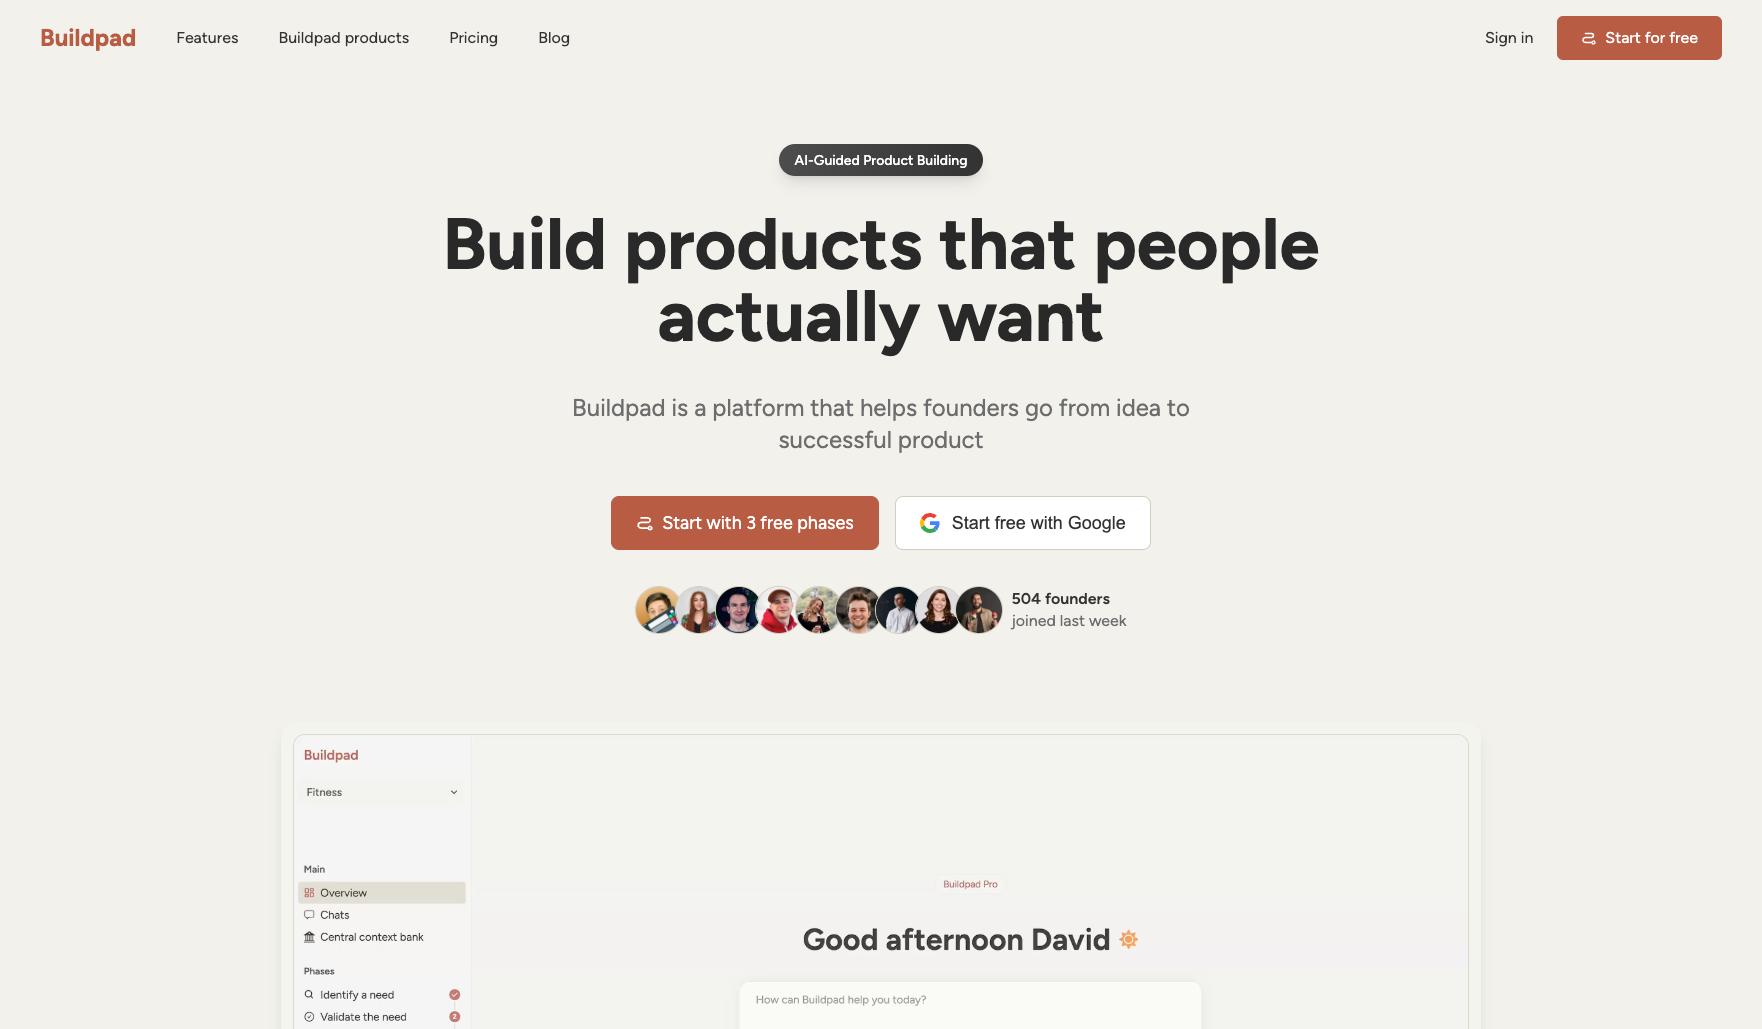 Buildpad
Features
Buildpad products
Pricing
Blog
Sign in
Start for free
AI-Guided Product Building
Build products that people
actually want
Buildpad is a platform that helps founders go from idea to
successful product
Start with 3 free phases
Start free with Google
504 founders
joined last week
Buildpad
Fitness
Main
Overview
Chats
Central context bank
Phases
Identify a need
Validate the need
2
Buildpad Pro
Good afternoon David
How can Buildpad help you today?